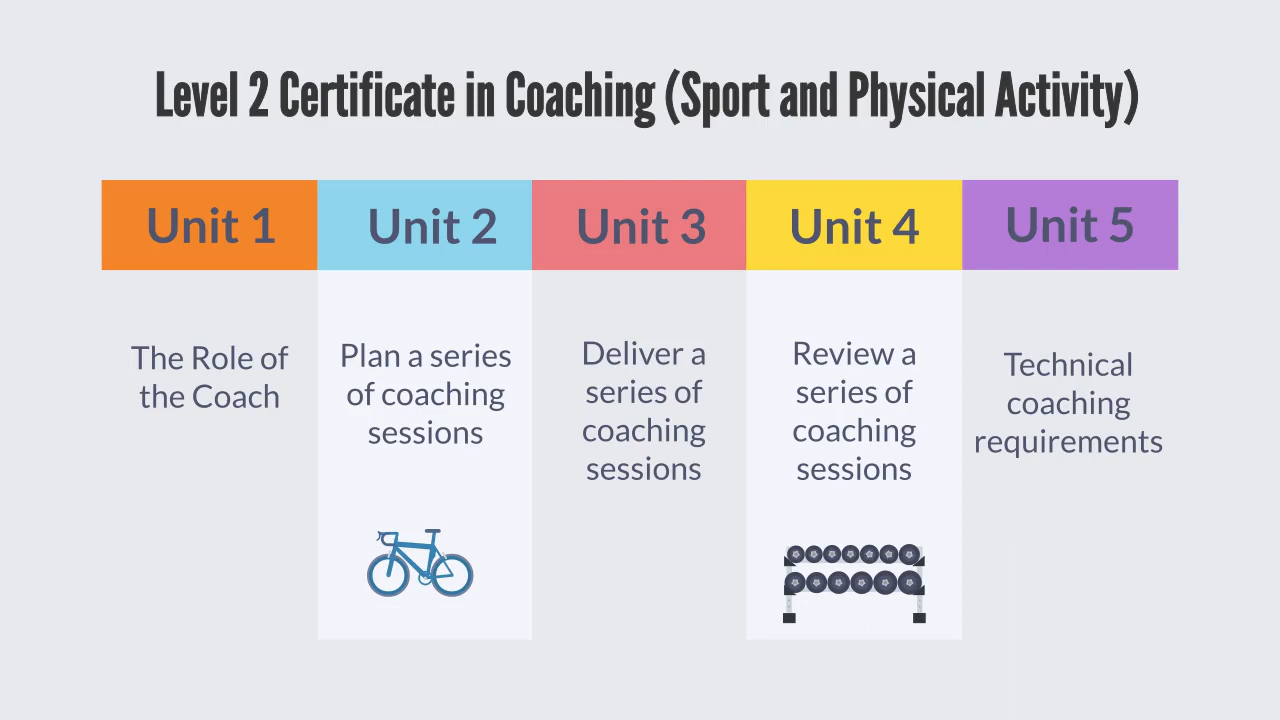 Level 2 Certificate in Coaching (Sport and Physical Activity)
Unit 1
Unit 2
Unit 3
Unit 4
Unit 5
The Role of
the Coach
Plan a series
of coaching
sessions
Deliver a
series of
coaching
sessions
Review a
series of
coaching
sessions
Technical
coaching
requirements